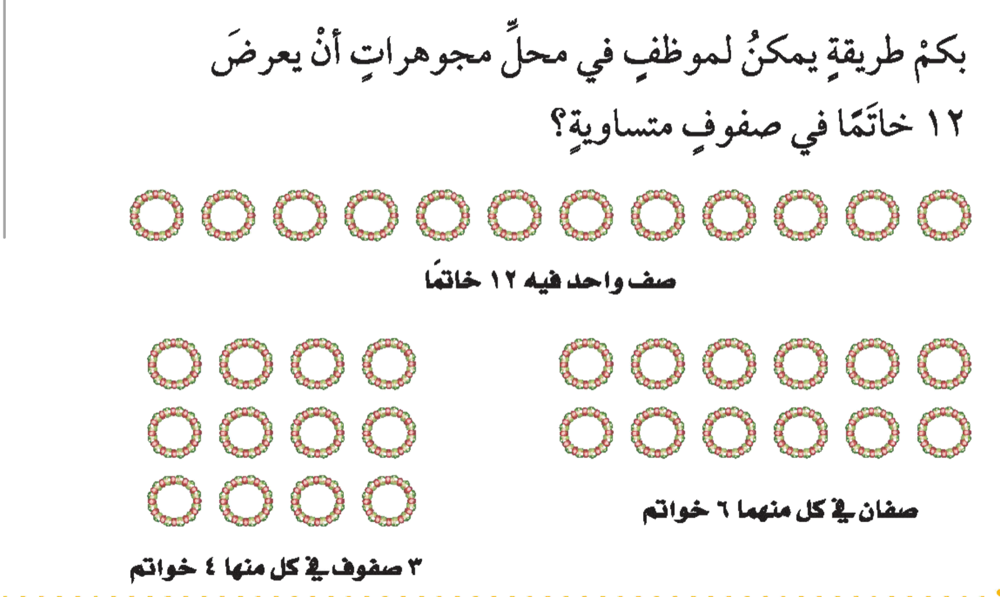 بكمْ طريقةٍ يمكنُ لموظفٍ في محلِّ مجوهراتٍ أنْ يعرضَ
١٢ خاتَمًا في صفوفٍ متساويةٍ؟
صف واحد فيه ١٢ خاتمَا
صفان في كل منهما ٦ خواتم
٣ صفوف في كل منها ٤ خواتم